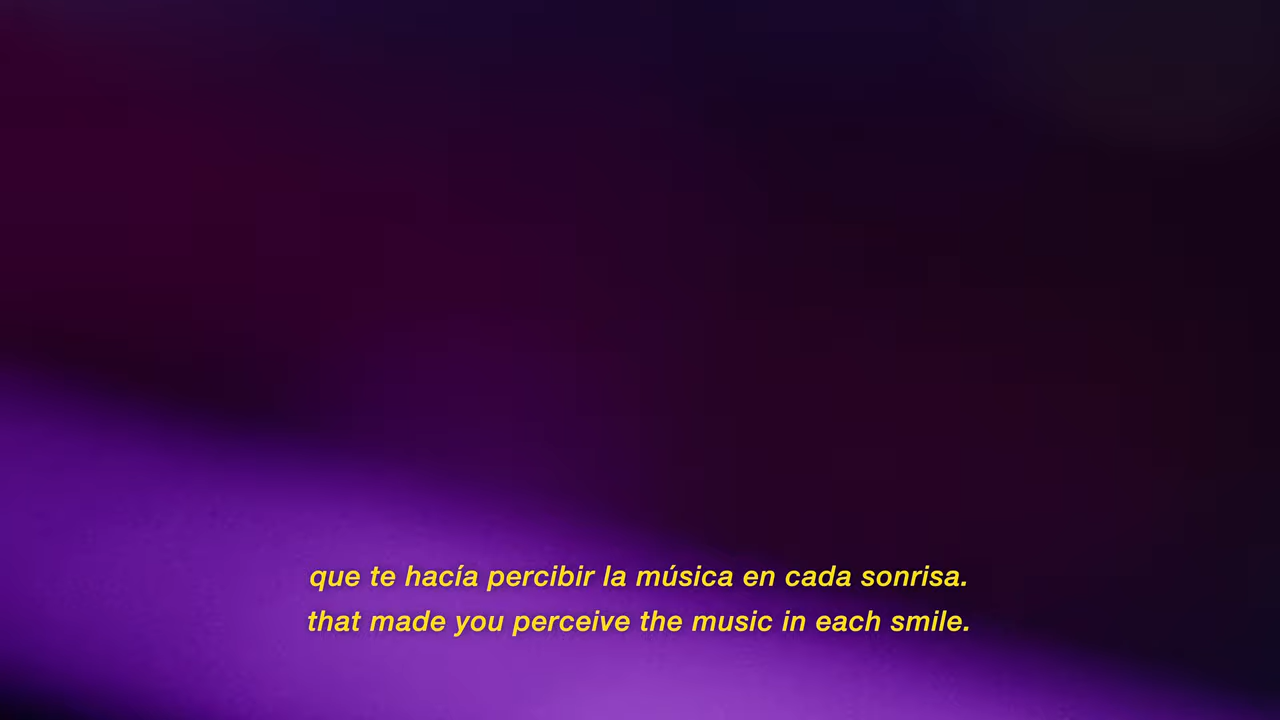 que te hacía percibir la música en cada sonrisa.
that made you perceive the music in each smile.